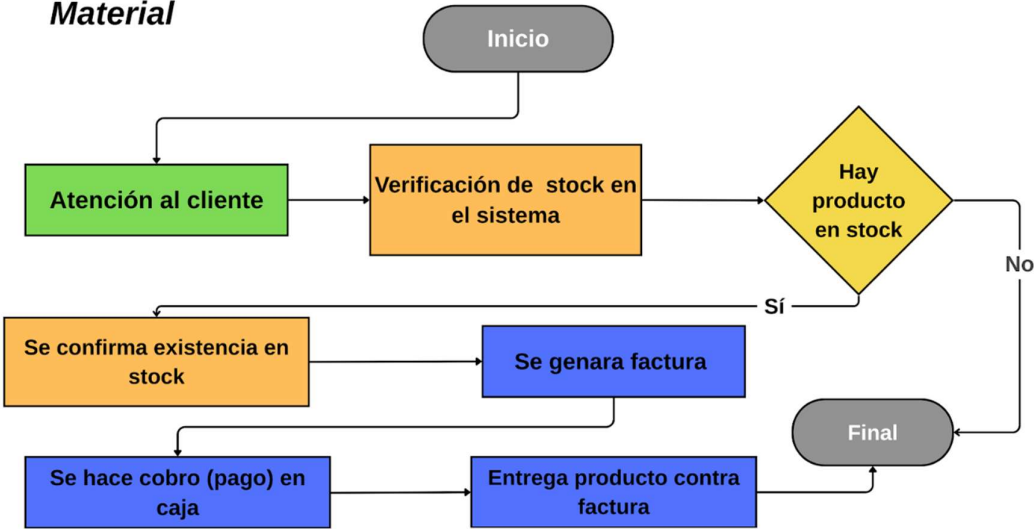 Material
Inicio
Atención al cliente
Verificación de stock en
el sistema
Hay
producto
en stock
No
Sí
Se confirma existencia en
stock
Se genara factura
Final
Se hace cobro (pago) en
caja
Entrega producto contra
factura